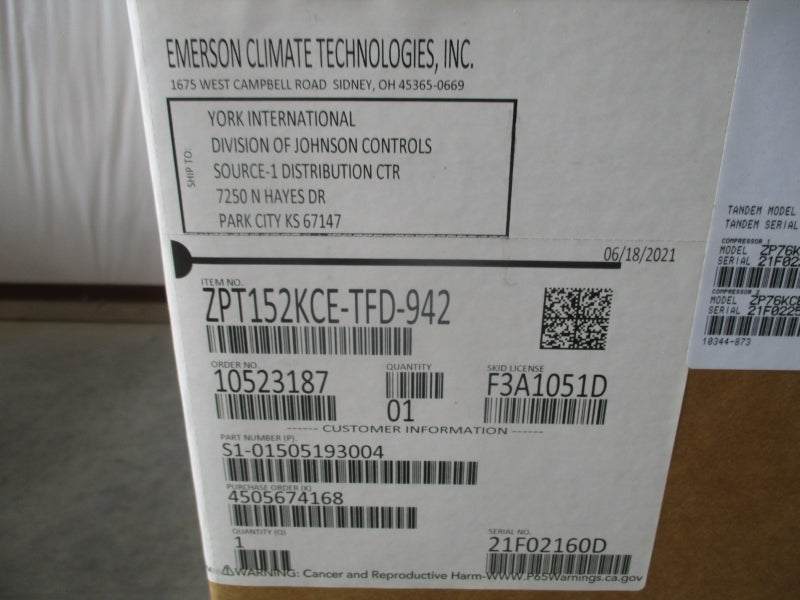 EMERSON CLIMATE TECHNOLOGIES, INC.
1675 WEST CAMPBELL ROAD SIDNEY, OH 45365-0669
SHIP TO:
YORK INTERNATIONAL
DIVISION OF JOHNSON CONTROLS
SOURCE-1 DISTRIBUTION CTR
7250 N HAYES DR
PARK CITY KS 67147
06/18/2021
ITEM NO.
ZPT152KCE-TFD-942
ORDER NO.
10523187
QUANTITY
01
SKID LICENSE
F3A1051D
------ CUSTOMER INFORMATION ------
PART NUMBER (P).
S1-01505193004
PURCHASE ORDER (K)
4505674168
QUANTITY (Q)
1
SERIAL NO.
21F02160D
WARNING: Cancer and Reproductive Harm-WWW.P65Warnings.ca.gov
TANDEM MODEL
TANDEM SERIAL
COMPRESSOR 1
MODEL ZP76K
SERIAL 21F022
COMPRESSOR 2
MODEL ZP76KCE
SERIAL 21F0225
10344-873